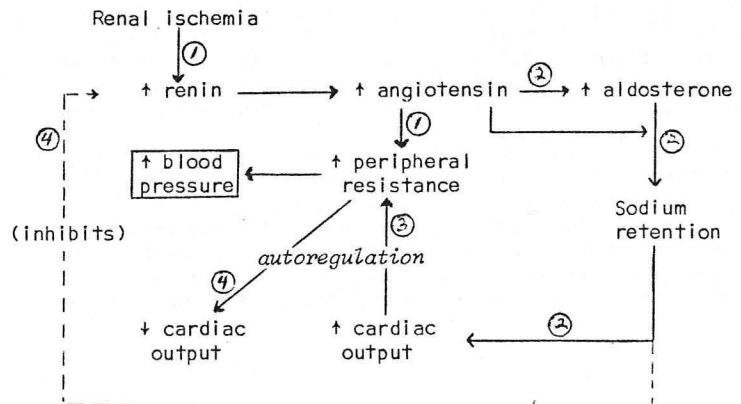 Renal ischemia
①
↑ renin
↑ angiotensin
②
↑ aldosterone
④
①
②
↑ blood
pressure
↑ peripheral
resistance
Sodium
retention
(inhibits)
③
autoregulation
④
↓ cardiac
output
↑ cardiac
output
②